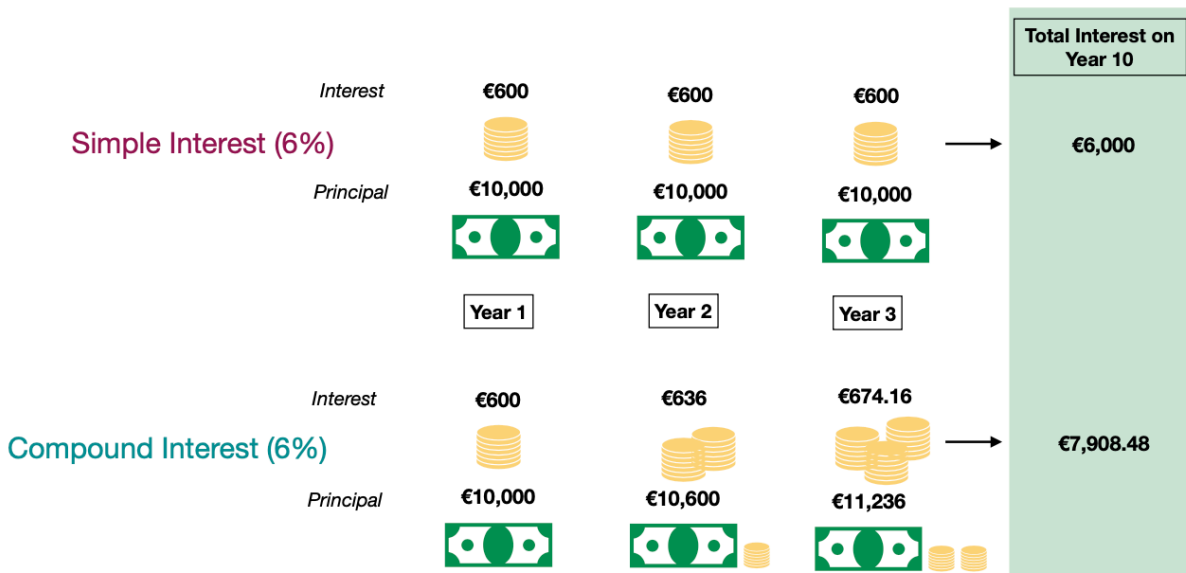 Total Interest on
Year 10
Interest €600 €600 €600
Simple Interest (6%) €6,000
Principal €10,000 €10,000 €10,000
Year 1 Year 2 Year 3
Interest €600 €636 €674.16
Compound Interest (6%) €7,908.48
Principal €10,000 €10,600 €11,236